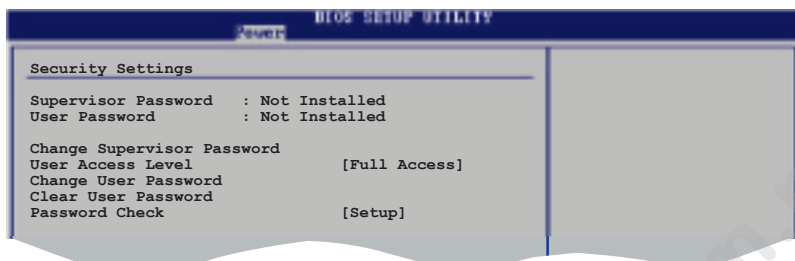 BIOS SETUP UTILITY
Power
Security Settings
Supervisor Password : Not Installed
User Password : Not Installed
Change Supervisor Password
User Access Level [Full Access]
Change User Password
Clear User Password
Password Check [Setup]